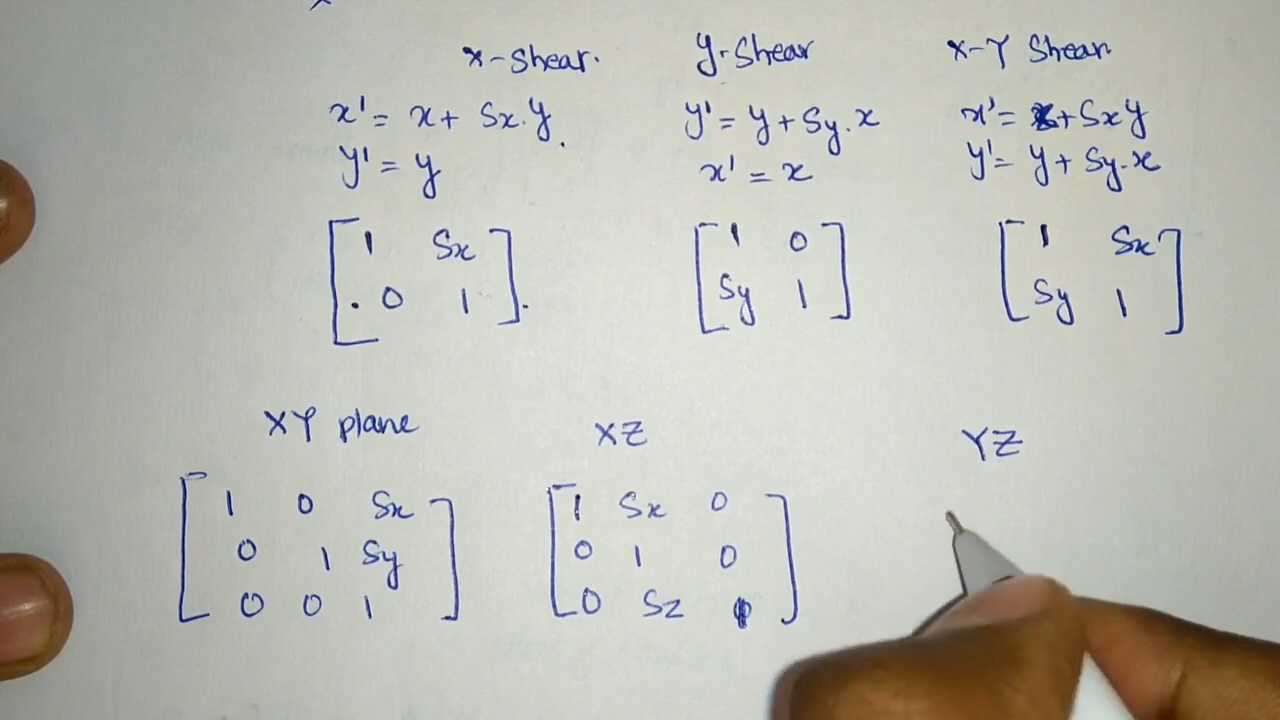 x-shear. y-shear x-y shear
x' = x + Sx.y. y' = y + Sy.x x' = x + Sxy
y' = y x' = x y' = y + Sy.x
1 Sx 1 0 1 Sx
. 0 1 . Sy 1 Sy 1
XY plane XZ YZ
1 0 Sx 1 Sx 0
0 1 Sy 0 1 0
0 0 1 0 Sz 1